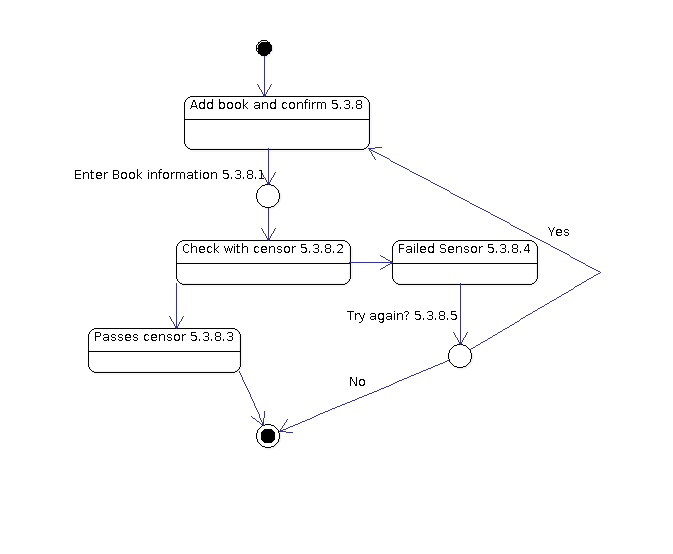 Add book and confirm 5.3.8
Enter Book information 5.3.8.1
Yes
Check with censor 5.3.8.2
Failed Sensor 5.3.8.4
Try again? 5.3.8.5
Passes censor 5.3.8.3
No